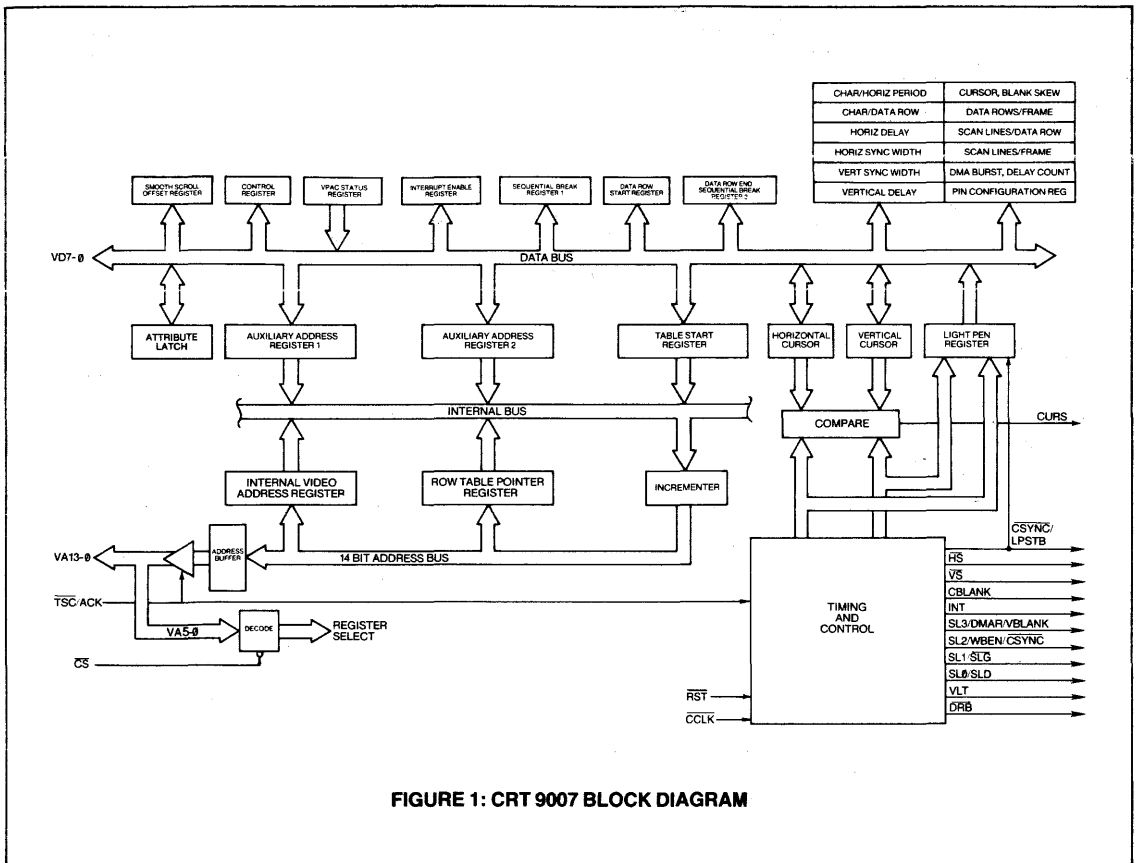 CHAR/HORIZ PERIOD
CURSOR, BLANK SKEW
CHAR/DATA ROW
DATA ROWS/FRAME
HORIZ DELAY
SCAN LINES/DATA ROW
HORIZ SYNC WIDTH
SCAN LINES/FRAME
VERT SYNC WIDTH
DMA BURST, DELAY COUNT
VERTICAL DELAY
PIN CONFIGURATION REG
SMOOTH SCROLL
OFFSET REGISTER
CONTROL
REGISTER
VPAC STATUS
REGISTER
INTERRUPT ENABLE
REGISTER
SEQUENTIAL BREAK
REGISTER 1
DATA ROW
START REGISTER
DATA ROW END
SEQUENTIAL BREAK
REGISTER 2
VD7-0
DATA BUS
ATTRIBUTE
LATCH
AUXILIARY ADDRESS
REGISTER 1
AUXILIARY ADDRESS
REGISTER 2
TABLE START
REGISTER
HORIZONTAL
CURSOR
VERTICAL
CURSOR
LIGHT PEN
REGISTER
INTERNAL BUS
COMPARE
CURS
INTERNAL VIDEO
ADDRESS REGISTER
ROW TABLE POINTER
REGISTER
INCREMENTER
VA13-0
ADDRESS
BUFFER
14 BIT ADDRESS BUS
TSC/ACK
VA5-0
DECODE
REGISTER
SELECT
CS
TIMING
AND
CONTROL
RST
CCLK
CSYNC/
LPSTB
HS
VS
CBLANK
INT
SL3/DMAR/VBLANK
SL2/WBEN/CSYNC
SL1/SLG
SL0/SLD
VLT
DRB
FIGURE 1: CRT 9007 BLOCK DIAGRAM